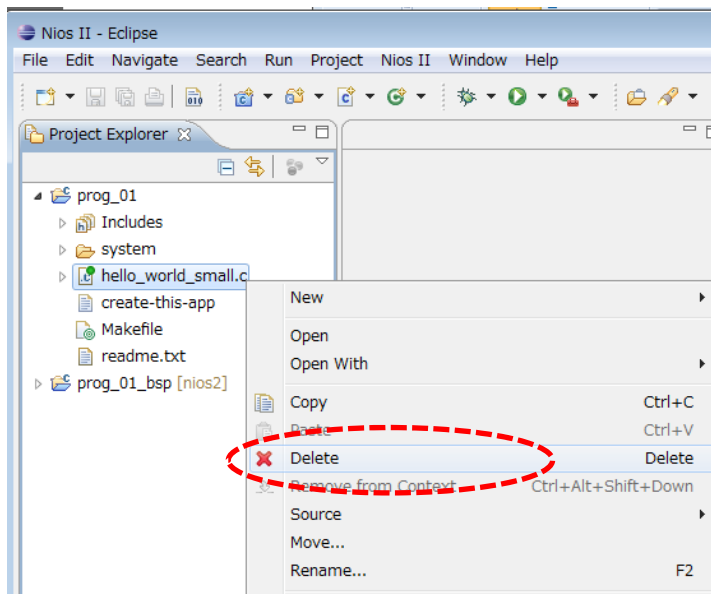 Nios II - Eclipse
File Edit Navigate Search Run Project Nios II Window Help
Project Explorer
prog_01
Includes
system
hello_world_small.c
create-this-app
Makefile
readme.txt
prog_01_bsp [nios2]
New
Open
Open With
Copy Ctrl+C
Paste Ctrl+V
Delete Delete
Remove from Context Ctrl+Alt+Shift+Down
Source
Move...
Rename... F2